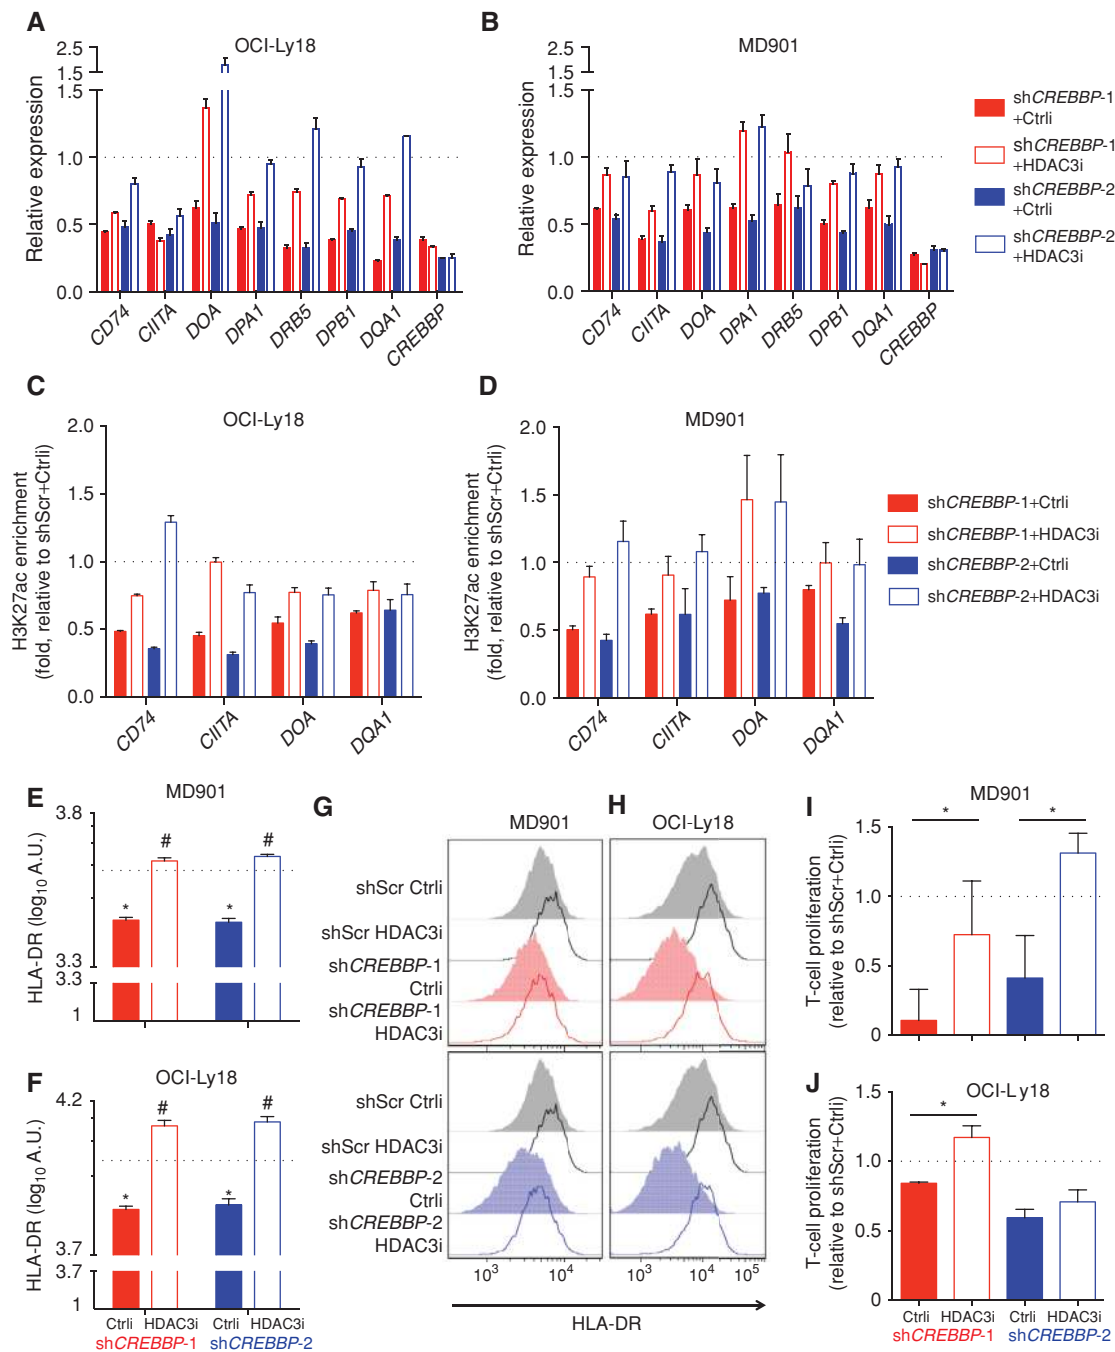 A
OCI-Ly18
Relative expression
2.5
1.5
1.5
1.0
0.5
0.0
CD74
CIITA
DOA
DPA1
DRB5
DPB1
DQA1
CREBBP
B
MD901
Relative expression
2.5
1.5
1.5
1.0
0.5
0.0
CD74
CIITA
DOA
DPA1
DRB5
DPB1
DQA1
CREBBP
shCREBBP-1
+Ctrli
shCREBBP-1
+HDAC3i
shCREBBP-2
+Ctrli
shCREBBP-2
+HDAC3i
C
OCI-Ly18
H3K27ac enrichment
(fold, relative to shScr+Ctrli)
2.0
1.5
1.0
0.5
0.0
CD74
CIITA
DOA
DQA1
D
MD901
H3K27ac enrichment
(fold, relative to shScr+Ctrli)
2.0
1.5
1.0
0.5
0.0
CD74
CIITA
DOA
DQA1
shCREBBP-1+Ctrli
shCREBBP-1+HDAC3i
shCREBBP-2+Ctrli
shCREBBP-2+HDAC3i
E
MD901
HLA-DR (log10 A.U.)
3.8
3.3
3.3
1
* # * #
F
OCI-Ly18
HLA-DR (log10 A.U.)
4.2
3.7
3.7
1
* # * #
Ctrli HDAC3i Ctrli HDAC3i
shCREBBP-1 shCREBBP-2
G
MD901
H
OCI-Ly18
shScr Ctrli
shScr HDAC3i
shCREBBP-1
Ctrli
shCREBBP-1
HDAC3i
shScr Ctrli
shScr HDAC3i
shCREBBP-2
Ctrli
shCREBBP-2
HDAC3i
10³ 10⁴ 10³ 10⁴ 10⁵
HLA-DR
I
MD901
T-cell proliferation
(relative to shScr+Ctrli)
1.5
1.0
0.5
0
* *
J
OCI-Ly18
T-cell proliferation
(relative to shScr+Ctrli)
1.5
1.0
0.5
0
*
Ctrli HDAC3i Ctrli HDAC3i
shCREBBP-1 shCREBBP-2